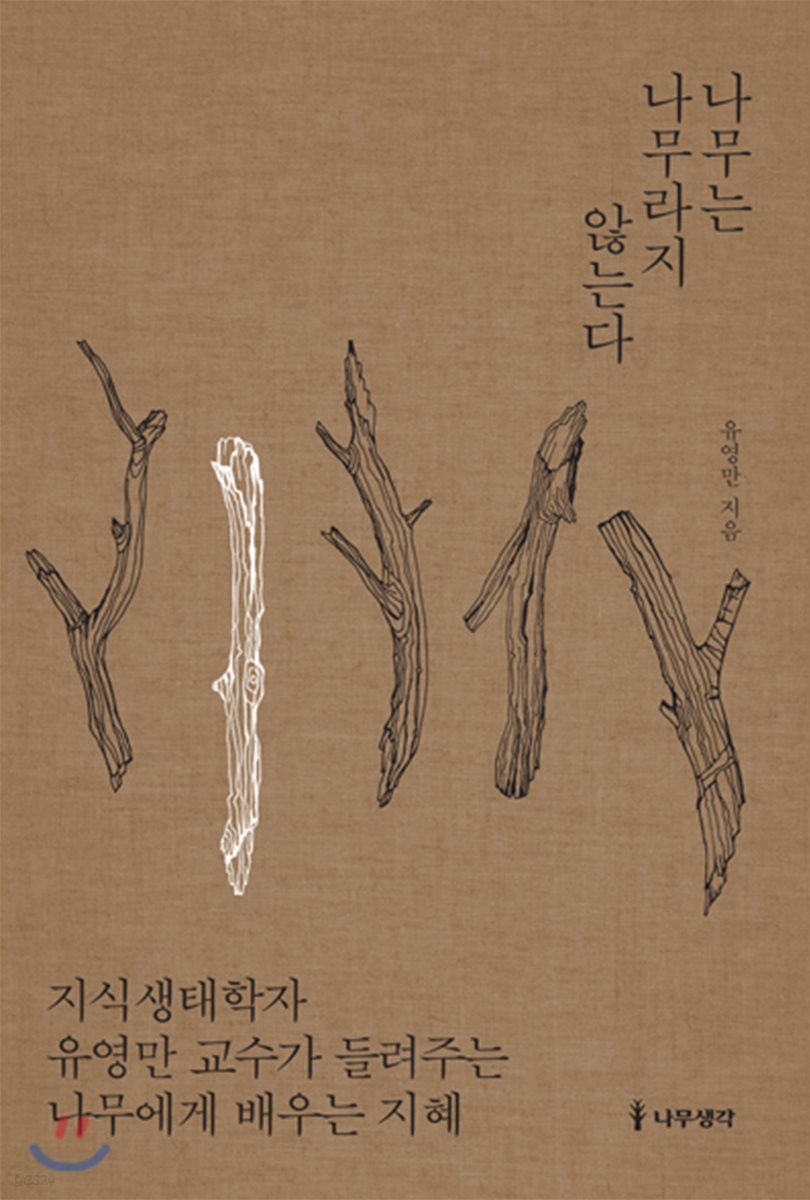 나무는
나무라지
않는다
유영만 지음
지식생태학자
유영만 교수가 들려주는
나무에게 배우는 지혜
나무생각
yes24